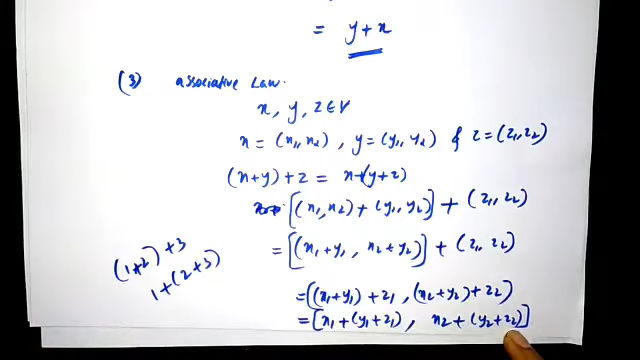 = y + x
(3) associative Law.
x, y, z ∈ V
x = (x1, x2) , y = (y1, y2) & z = (z1, z2)
(x+y) + z = x+(y+z)
[(x1, x2) + (y1, y2)] + (z1, z2)
= [(x1+y1 , x2+y2)] + (z1, z2)
(1+2) + 3
1 + (2+3)
= [(x1+y1) + z1 , (x2+y2) + z2)
= [x1 + (y1+z1) , x2 + (y2+z2)]